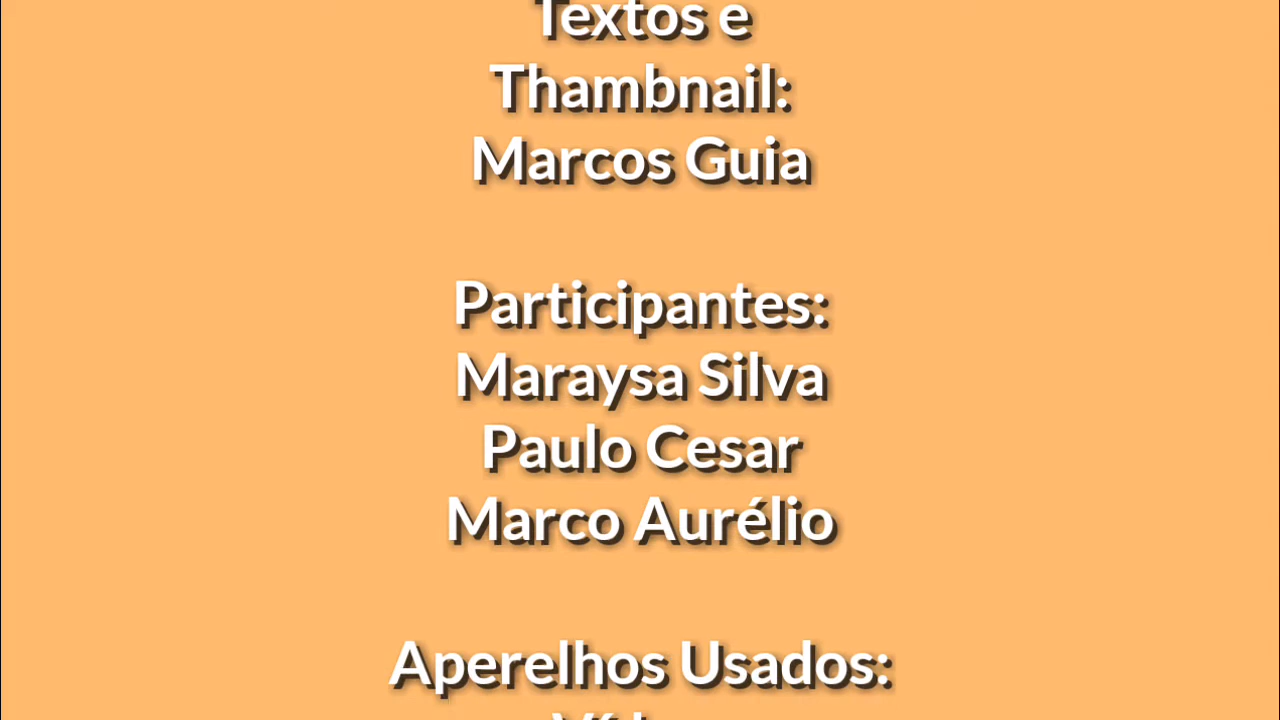 Textos e
Thambnail:
Marcos Guia
Participantes:
Maraysa Silva
Paulo Cesar
Marco Aurélio
Aperelhos Usados: